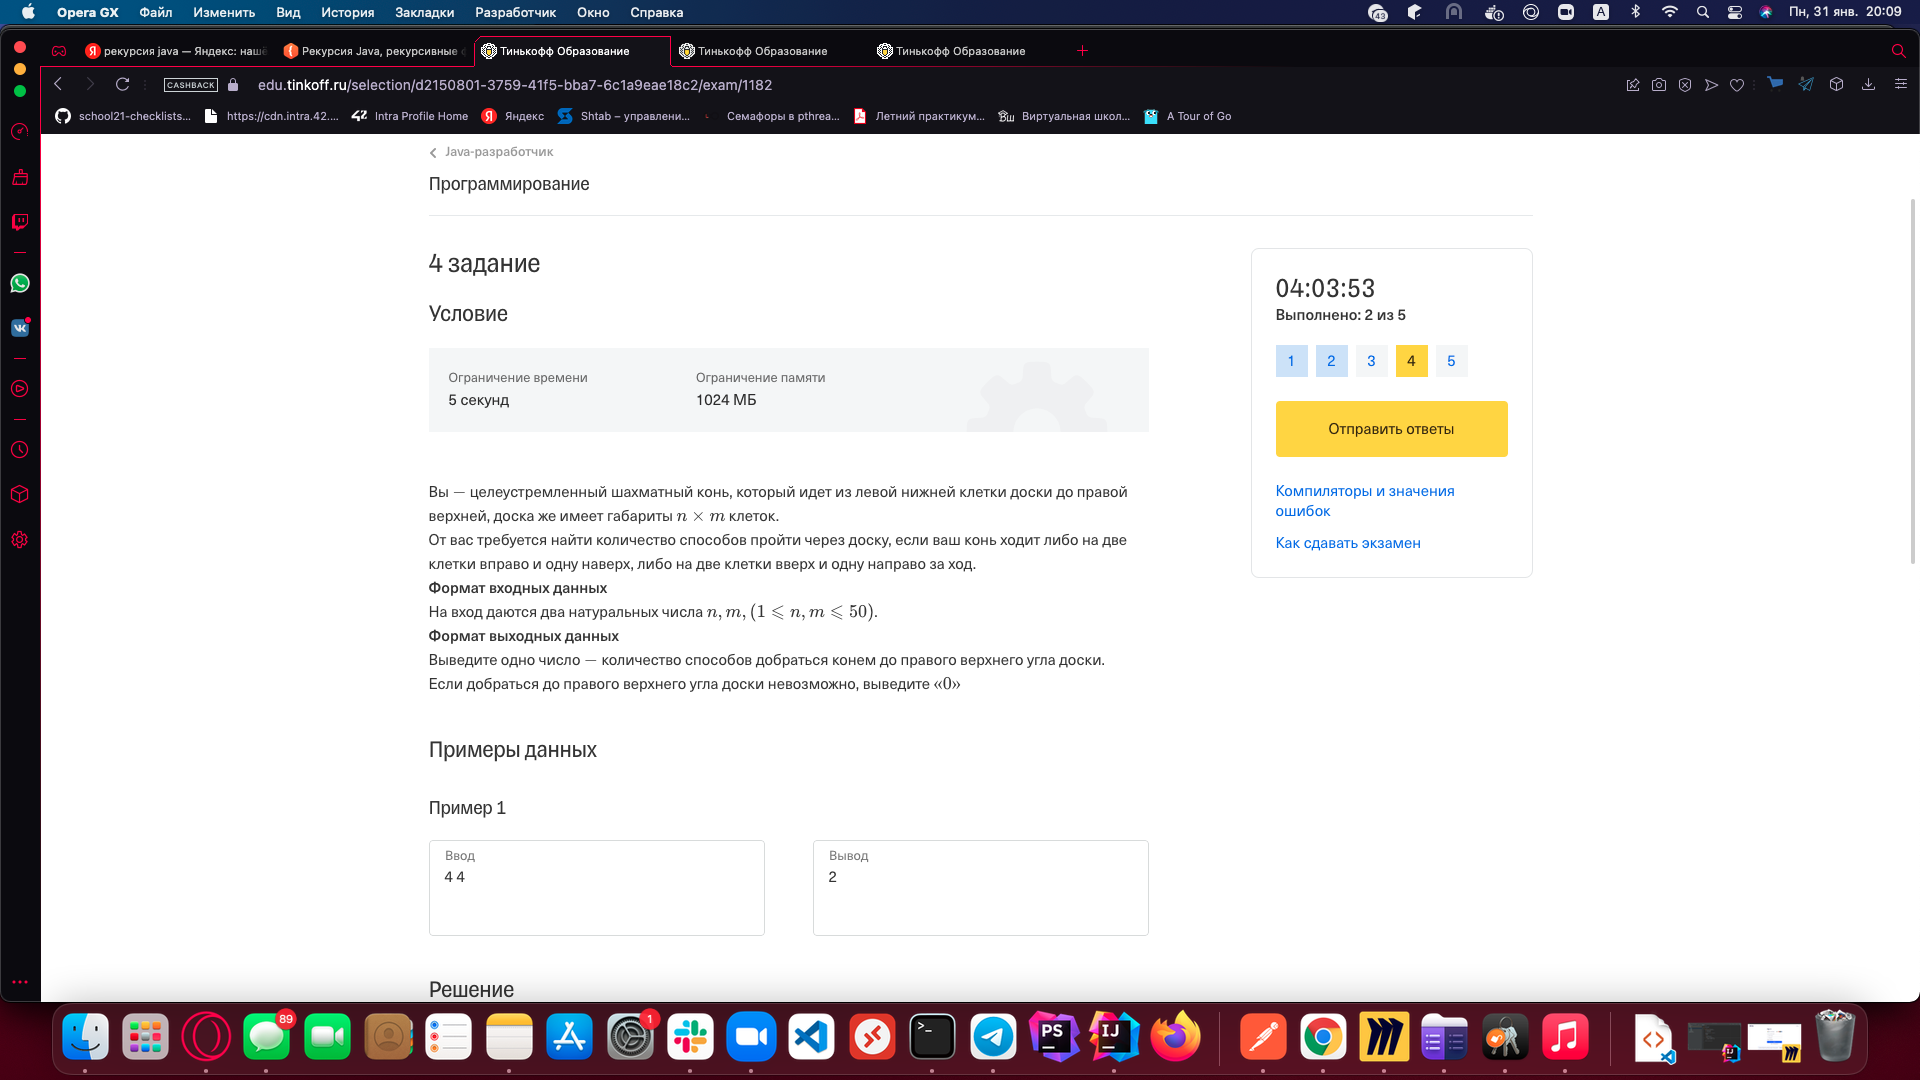 Opera GX Файл Изменить Вид История Закладки Разработчик Окно Справка 43 A Пн, 31 янв. 20:09
рекурсия java — Яндекс: нашё Рекурсия Java, рекурсивные ф Тинькофф Образование Тинькофф Образование Тинькофф Образование
CASHBACK edu.tinkoff.ru/selection/d2150801-3759-41f5-bba7-6c1a9eae18c2/exam/1182
school21-checklists... https://cdn.intra.42.... Intra Profile Home Яндекс Shtab – управлени... Семафоры в pthrea... Летний практикум... Виртуальная школ... A Tour of Go
Java-разработчик
Программирование
4 задание
Условие
Ограничение времени Ограничение памяти
5 секунд 1024 МБ
Вы — целеустремленный шахматный конь, который идет из левой нижней клетки доски до правой
верхней, доска же имеет габариты n × m клеток.
От вас требуется найти количество способов пройти через доску, если ваш конь ходит либо на две
клетки вправо и одну наверх, либо на две клетки вверх и одну направо за ход.
Формат входных данных
На вход даются два натуральных числа n, m, (1 ⩽ n, m ⩽ 50).
Формат выходных данных
Выведите одно число — количество способов добраться конем до правого верхнего угла доски.
Если добраться до правого верхнего угла доски невозможно, выведите «0»
Примеры данных
Пример 1
Ввод
4 4
Вывод
2
Решение
04:03:53
Выполнено: 2 из 5
1 2 3 4 5
Отправить ответы
Компиляторы и значения
ошибок
Как сдавать экзамен
89 1 PS IJ